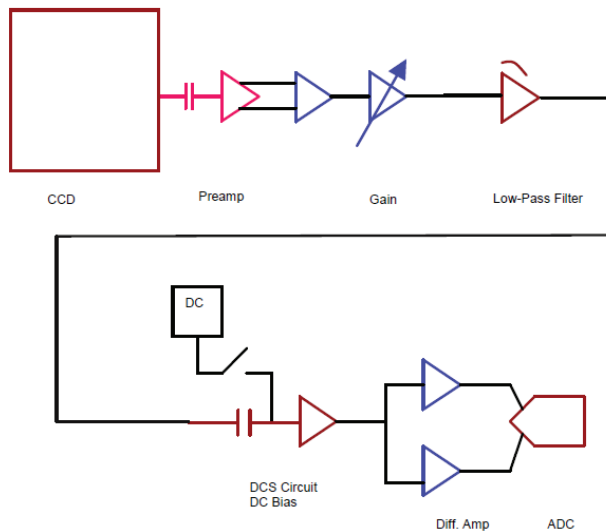 CCD
Preamp
Gain
Low-Pass Filter
DC
DCS Circuit
DC Bias
Diff. Amp
ADC